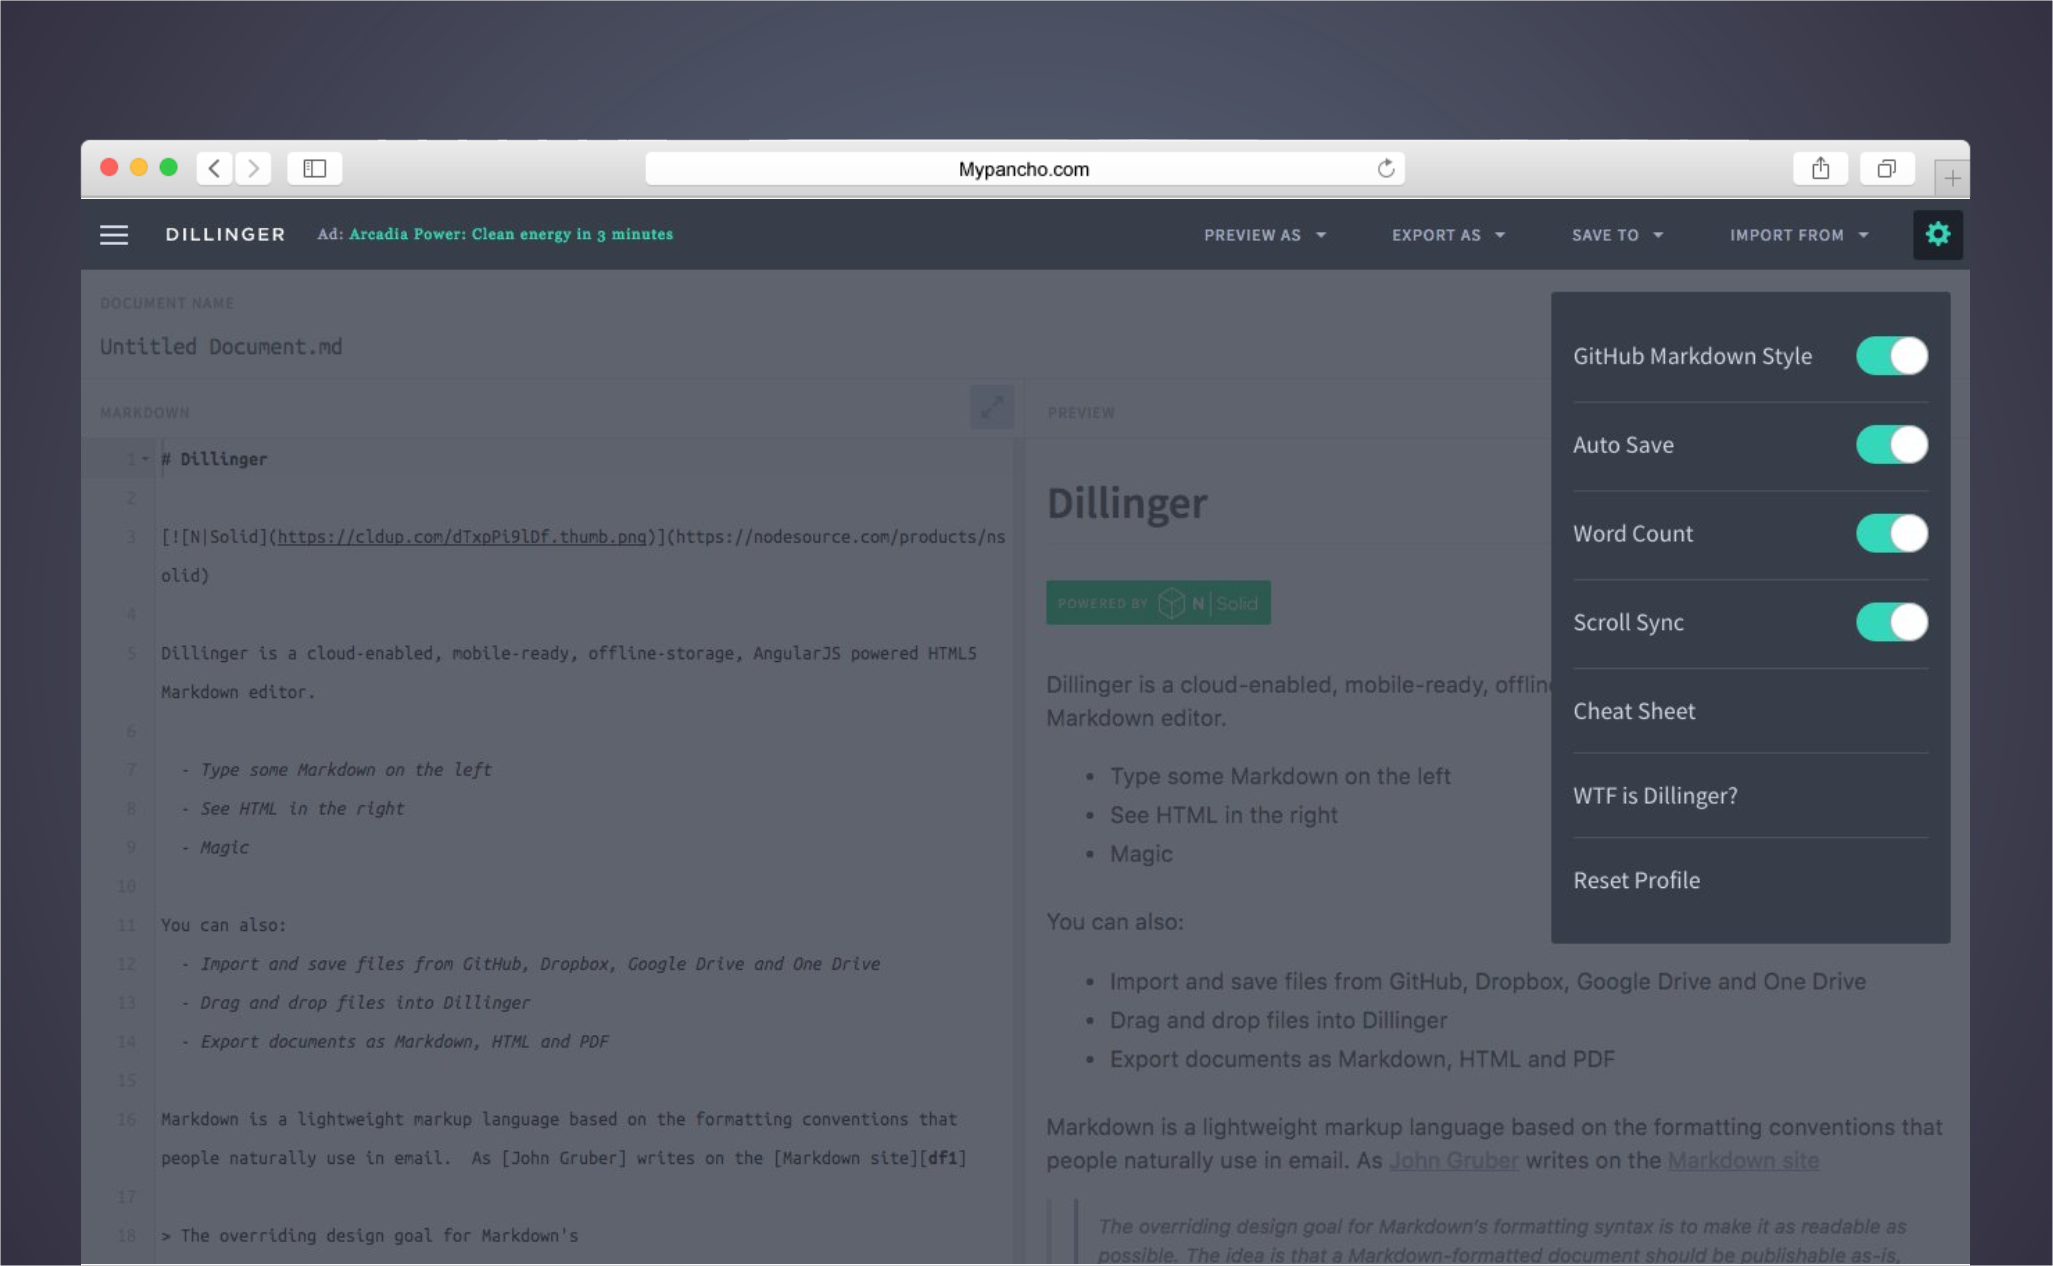 Mypancho.com
DILLINGER
Ad: Arcadia Power: Clean energy in 3 minutes
PREVIEW AS
EXPORT AS
SAVE TO
IMPORT FROM
DOCUMENT NAME
Untitled Document.md
MARKDOWN
1 # Dillinger
2
3 [![N|Solid](https://cldup.com/dTxpPi9lDf.thumb.png)](https://nodesource.com/products/ns
olid)
4
5 Dillinger is a cloud-enabled, mobile-ready, offline-storage, AngularJS powered HTML5
Markdown editor.
6
7 - Type some Markdown on the left
8 - See HTML in the right
9 - Magic
10
11 You can also:
12 - Import and save files from GitHub, Dropbox, Google Drive and One Drive
13 - Drag and drop files into Dillinger
14 - Export documents as Markdown, HTML and PDF
15
16 Markdown is a lightweight markup language based on the formatting conventions that
people naturally use in email.  As [John Gruber] writes on the [Markdown site][df1]
17
18 > The overriding design goal for Markdown's
PREVIEW
Dillinger
POWERED BY N|Solid
Dillinger is a cloud-enabled, mobile-ready, offlin
Markdown editor.
• Type some Markdown on the left
• See HTML in the right
• Magic
You can also:
• Import and save files from GitHub, Dropbox, Google Drive and One Drive
• Drag and drop files into Dillinger
• Export documents as Markdown, HTML and PDF
Markdown is a lightweight markup language based on the formatting conventions that
people naturally use in email. As John Gruber writes on the Markdown site
The overriding design goal for Markdown's formatting syntax is to make it as readable as
possible. The idea is that a Markdown-formatted document should be publishable as-is,
GitHub Markdown Style
Auto Save
Word Count
Scroll Sync
Cheat Sheet
WTF is Dillinger?
Reset Profile